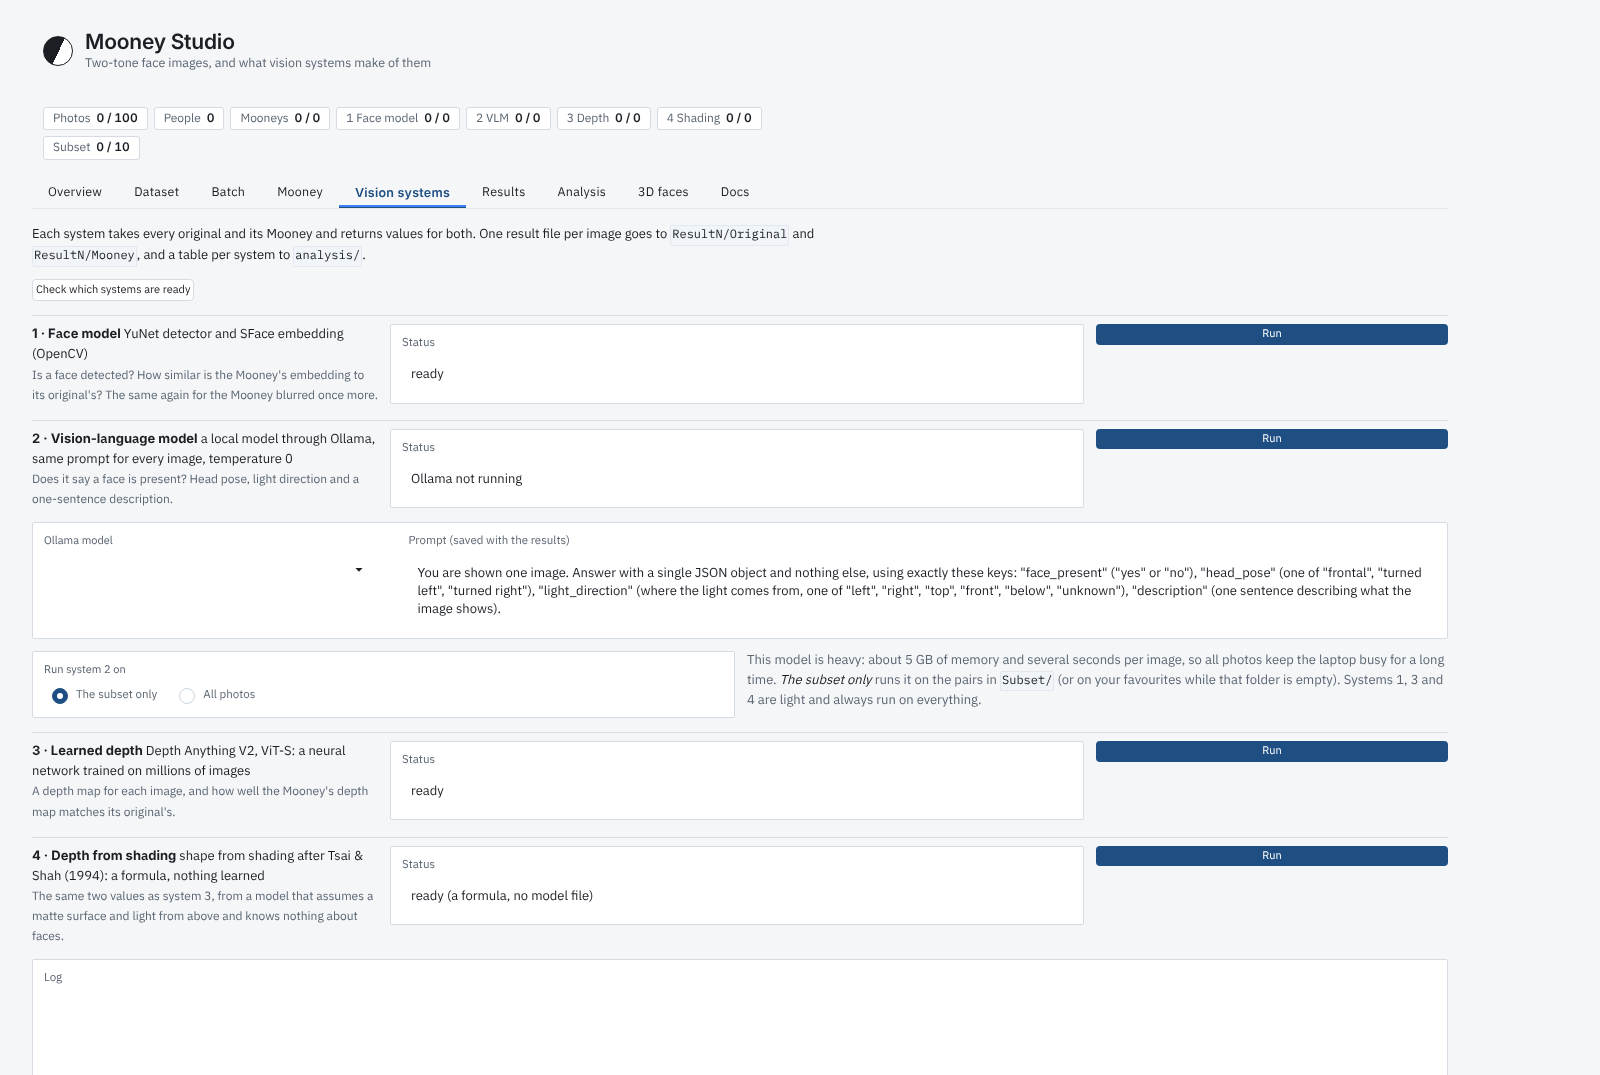 Mooney Studio
Two-tone face images, and what vision systems make of them
Photos 0 / 100 People 0 Mooneys 0 / 0 1 Face model 0 / 0 2 VLM 0 / 0 3 Depth 0 / 0 4 Shading 0 / 0
Subset 0 / 10
Overview Dataset Batch Mooney Vision systems Results Analysis 3D faces Docs
Each system takes every original and its Mooney and returns values for both. One result file per image goes to ResultN/Original and
ResultN/Mooney, and a table per system to analysis/.
Check which systems are ready
1 · Face model YuNet detector and SFace embedding
(OpenCV)
Is a face detected? How similar is the Mooney's embedding to
its original's? The same again for the Mooney blurred once more.
Status
ready
Run
2 · Vision-language model a local model through Ollama,
same prompt for every image, temperature 0
Does it say a face is present? Head pose, light direction and a
one-sentence description.
Status
Ollama not running
Run
Ollama model
Prompt (saved with the results)
You are shown one image. Answer with a single JSON object and nothing else, using exactly these keys: "face_present" ("yes" or "no"), "head_pose" (one of "frontal", "turned
left", "turned right"), "light_direction" (where the light comes from, one of "left", "right", "top", "front", "below", "unknown"), "description" (one sentence describing what the
image shows).
Run system 2 on
The subset only All photos
This model is heavy: about 5 GB of memory and several seconds per image, so all photos keep the laptop busy for a long
time. The subset only runs it on the pairs in Subset/ (or on your favourites while that folder is empty). Systems 1, 3 and
4 are light and always run on everything.
3 · Learned depth Depth Anything V2, ViT-S: a neural
network trained on millions of images
A depth map for each image, and how well the Mooney's depth
map matches its original's.
Status
ready
Run
4 · Depth from shading shape from shading after Tsai &
Shah (1994): a formula, nothing learned
The same two values as system 3, from a model that assumes a
matte surface and light from above and knows nothing about
faces.
Status
ready (a formula, no model file)
Run
Log